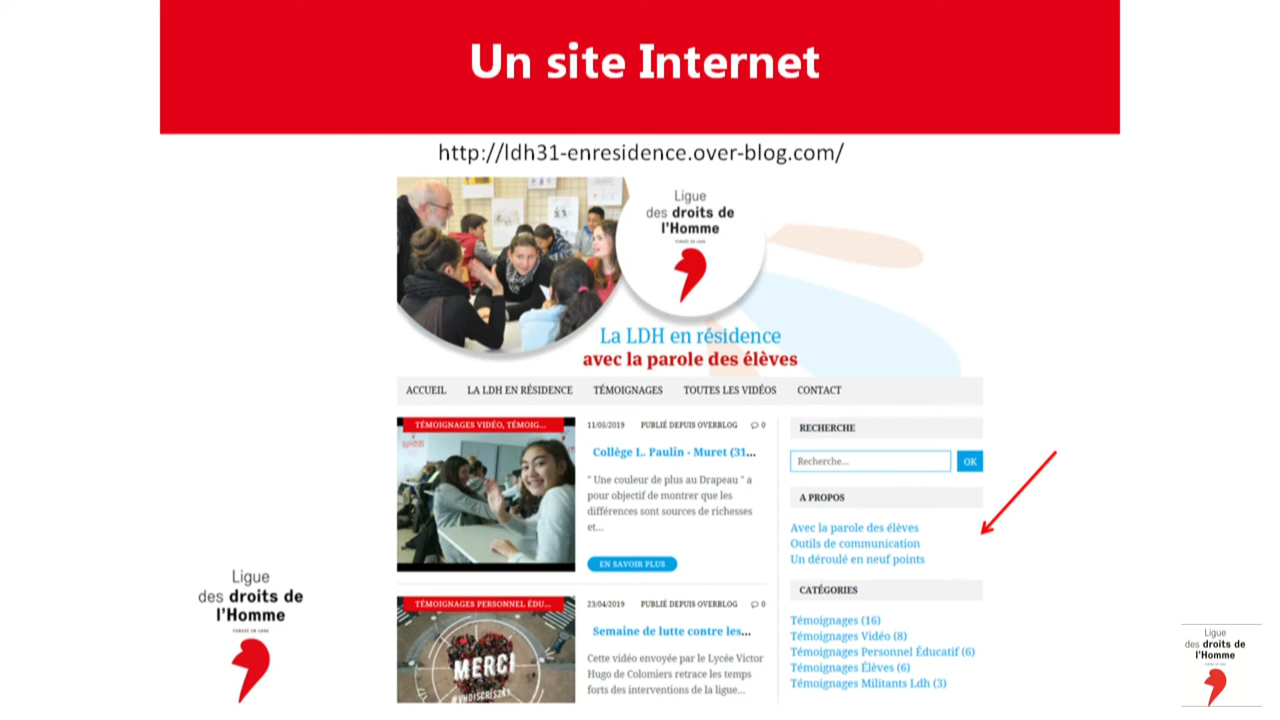 Un site Internet
http://ldh31-enresidence.over-blog.com/
Ligue
des droits de
l'Homme
FONDÉE EN 1898
La LDH en résidence
avec la parole des élèves
ACCUEIL LA LDH EN RÉSIDENCE TÉMOIGNAGES TOUTES LES VIDÉOS CONTACT
TÉMOIGNAGES VIDÉO, TÉMOIG...
11/05/2019 PUBLIÉ DEPUIS OVERBLOG 0
Collège L. Paulin - Muret (31...
" Une couleur de plus au Drapeau " a
pour objectif de montrer que les
différences sont sources de richesses
et...
EN SAVOIR PLUS
TÉMOIGNAGES PERSONNEL ÉDU...
23/04/2019 PUBLIÉ DEPUIS OVERBLOG 0
Semaine de lutte contre les...
Cette vidéo envoyée par le Lycée Victor
Hugo de Colomiers retrace les temps
forts des interventions de la ligue...
MERCI
#VHDISCRIS2K1
RECHERCHE
Recherche... OK
A PROPOS
Avec la parole des élèves
Outils de communication
Un déroulé en neuf points
CATÉGORIES
Témoignages (16)
Témoignages Vidéo (8)
Témoignages Personnel Éducatif (6)
Témoignages Élèves (6)
Témoignages Militants Ldh (3)
Ligue
des droits de
l'Homme
FONDÉE EN 1898
Ligue
des droits de
l'Homme